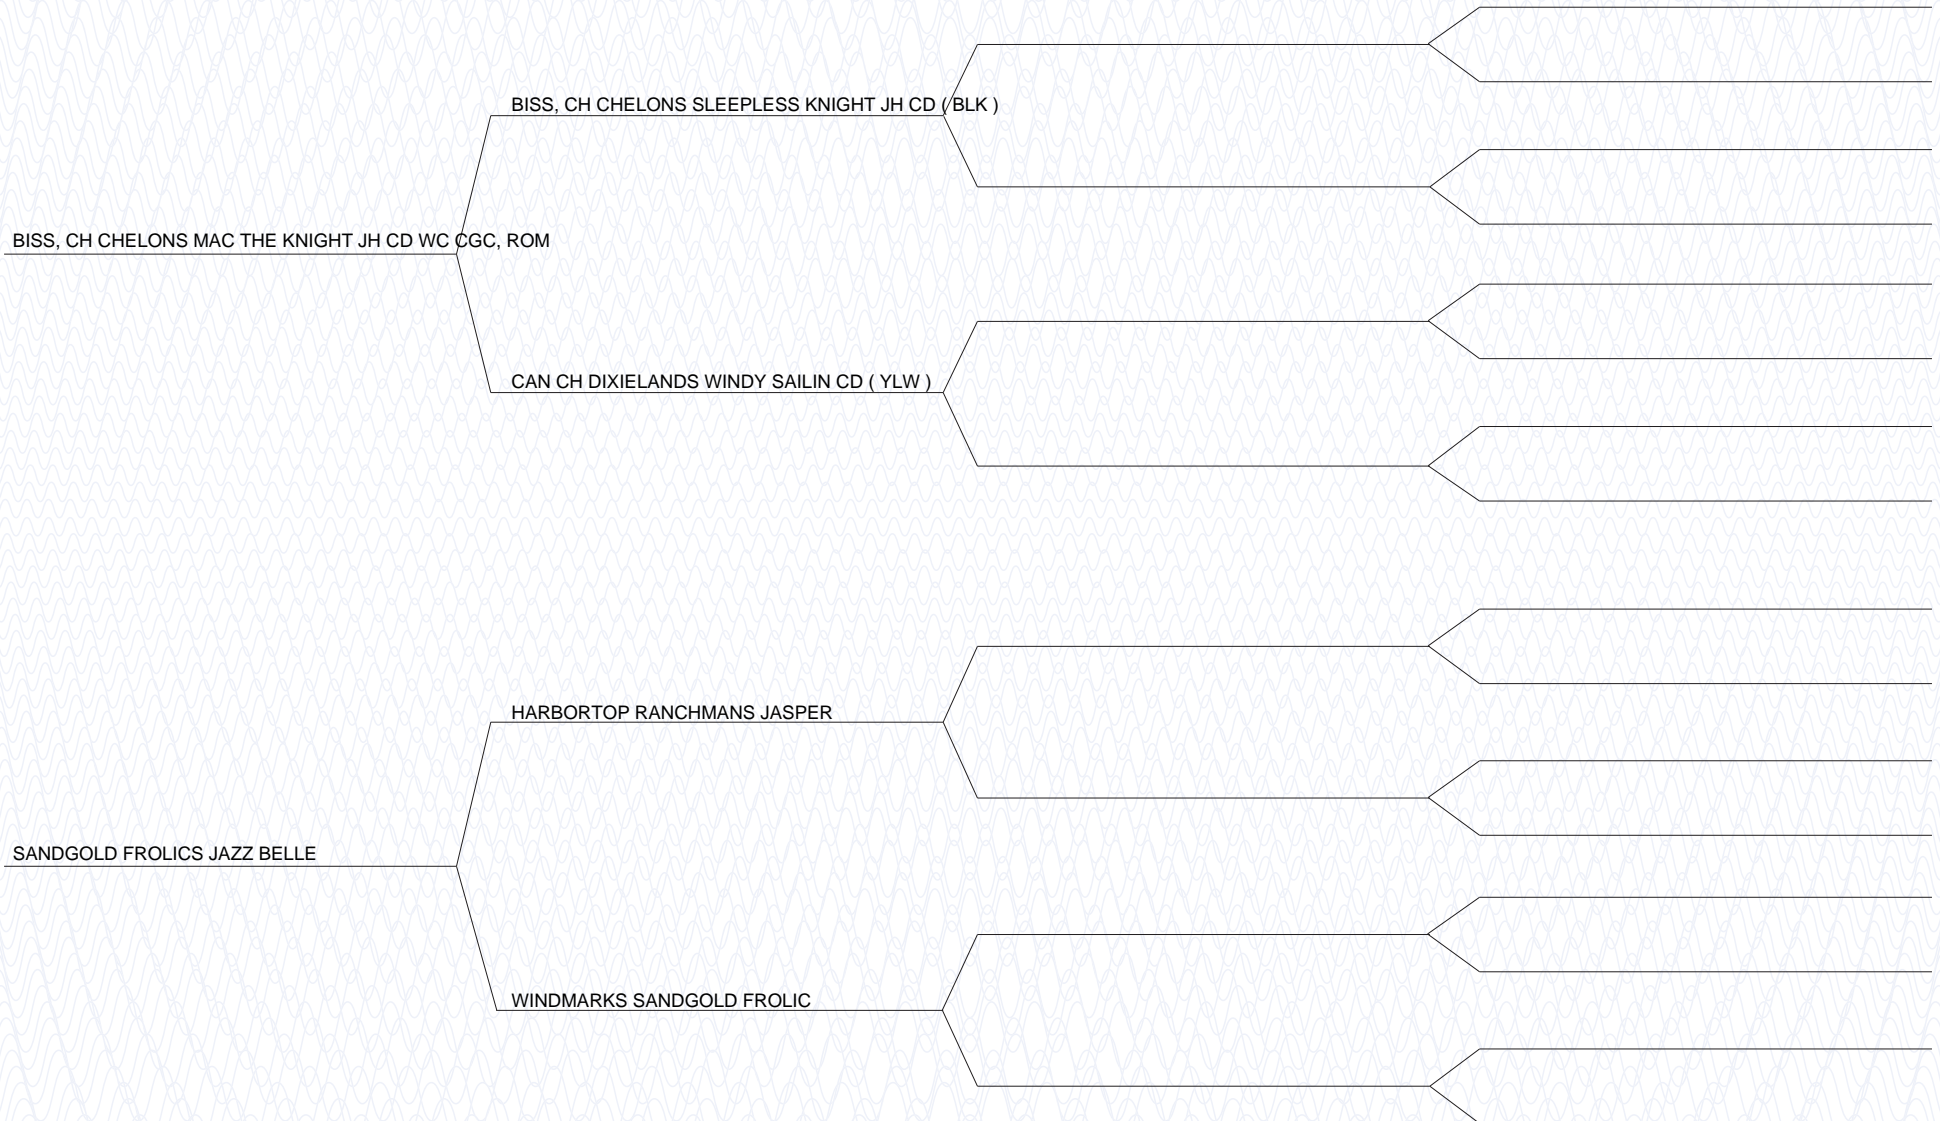 BISS, CH CHELONS SLEEPLESS KNIGHT JH CD ( BLK )
BISS, CH CHELONS MAC THE KNIGHT JH CD WC CGC, ROM
CAN CH DIXIELANDS WINDY SAILIN CD ( YLW )
HARBORTOP RANCHMANS JASPER
SANDGOLD FROLICS JAZZ BELLE
WINDMARKS SANDGOLD FROLIC